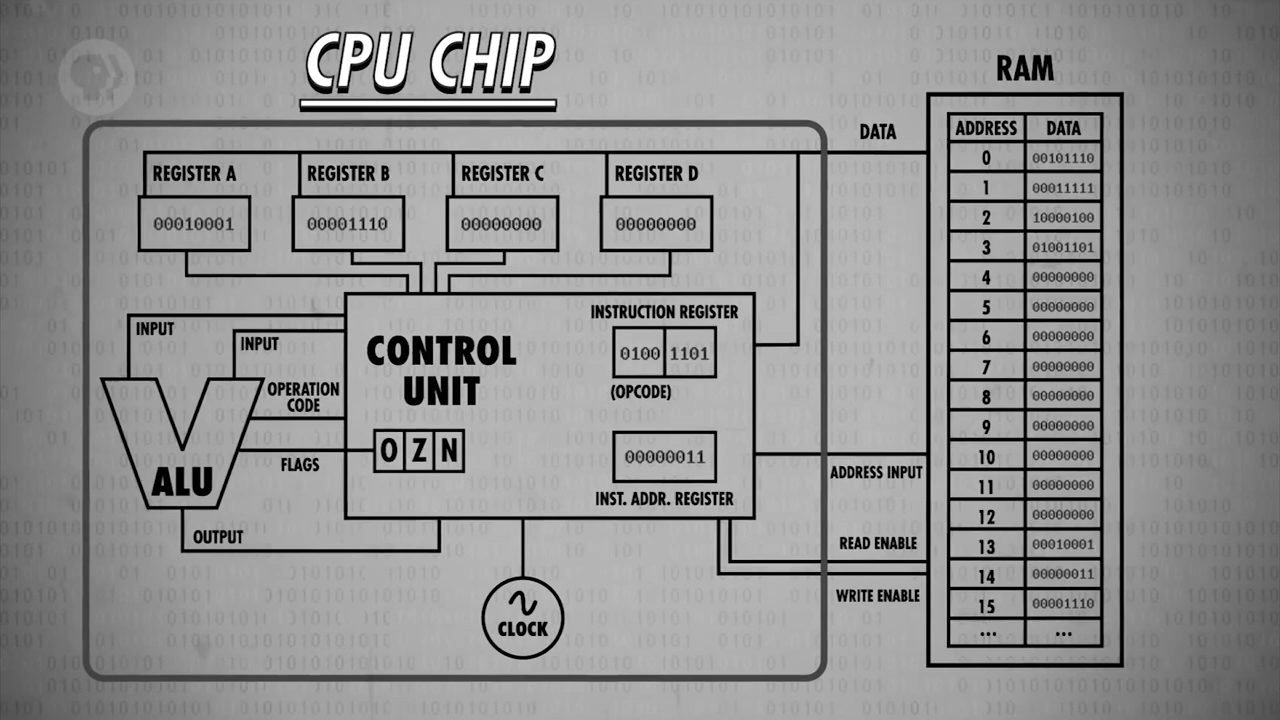 CPU CHIP
RAM
DATA
ADDRESS DATA
0 00101110
1 00011111
2 10000100
3 01001101
4 00000000
5 00000000
6 00000000
7 00000000
8 00000000
9 00000000
10 00000000
11 00000000
12 00000000
13 00010001
14 00000011
15 00001110
... ...
REGISTER A REGISTER B REGISTER C REGISTER D
00010001 00001110 00000000 00000000
INPUT
INPUT
OPERATION
CODE
FLAGS
ALU
OUTPUT
CONTROL
UNIT
O Z N
INSTRUCTION REGISTER
0100 1101
(OPCODE)
00000011
INST. ADDR. REGISTER
CLOCK
ADDRESS INPUT
READ ENABLE
WRITE ENABLE